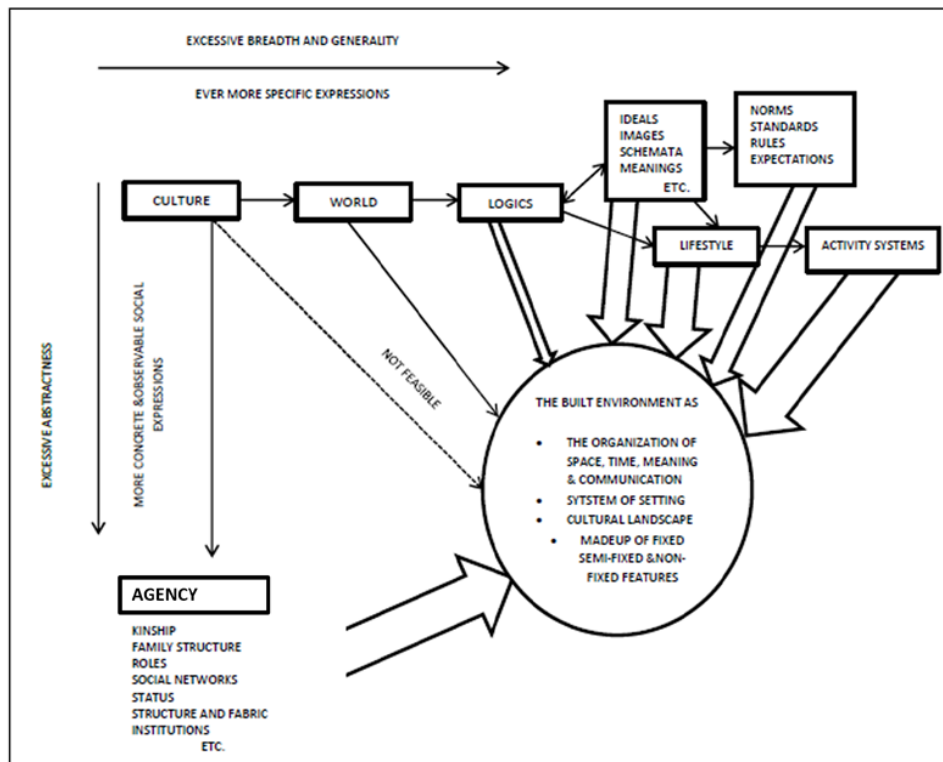 EXCESSIVE BREADTH AND GENERALITY
EVER MORE SPECIFIC EXPRESSIONS
IDEALS
IMAGES
SCHEMATA
MEANINGS
ETC.
NORMS
STANDARDS
RULES
EXPECTATIONS
CULTURE
WORLD
LOGICS
LIFESTYLE
ACTIVITY SYSTEMS
EXCESSIVE ABSTRACTNESS
MORE CONCRETE &OBSERVABLE SOCIAL
EXPRESSIONS
NOT FEASIBLE
THE BUILT ENVIRONMENT AS
• THE ORGANIZATION OF
SPACE, TIME, MEANING
& COMMUNICATION
• SYTSTEM OF SETTING
• CULTURAL LANDSCAPE
• MADEUP OF FIXED
SEMI-FIXED &NON-
FIXED FEATURES
AGENCY
KINSHIP
FAMILY STRUCTURE
ROLES
SOCIAL NETWORKS
STATUS
STRUCTURE AND FABRIC
INSTITUTIONS
ETC.